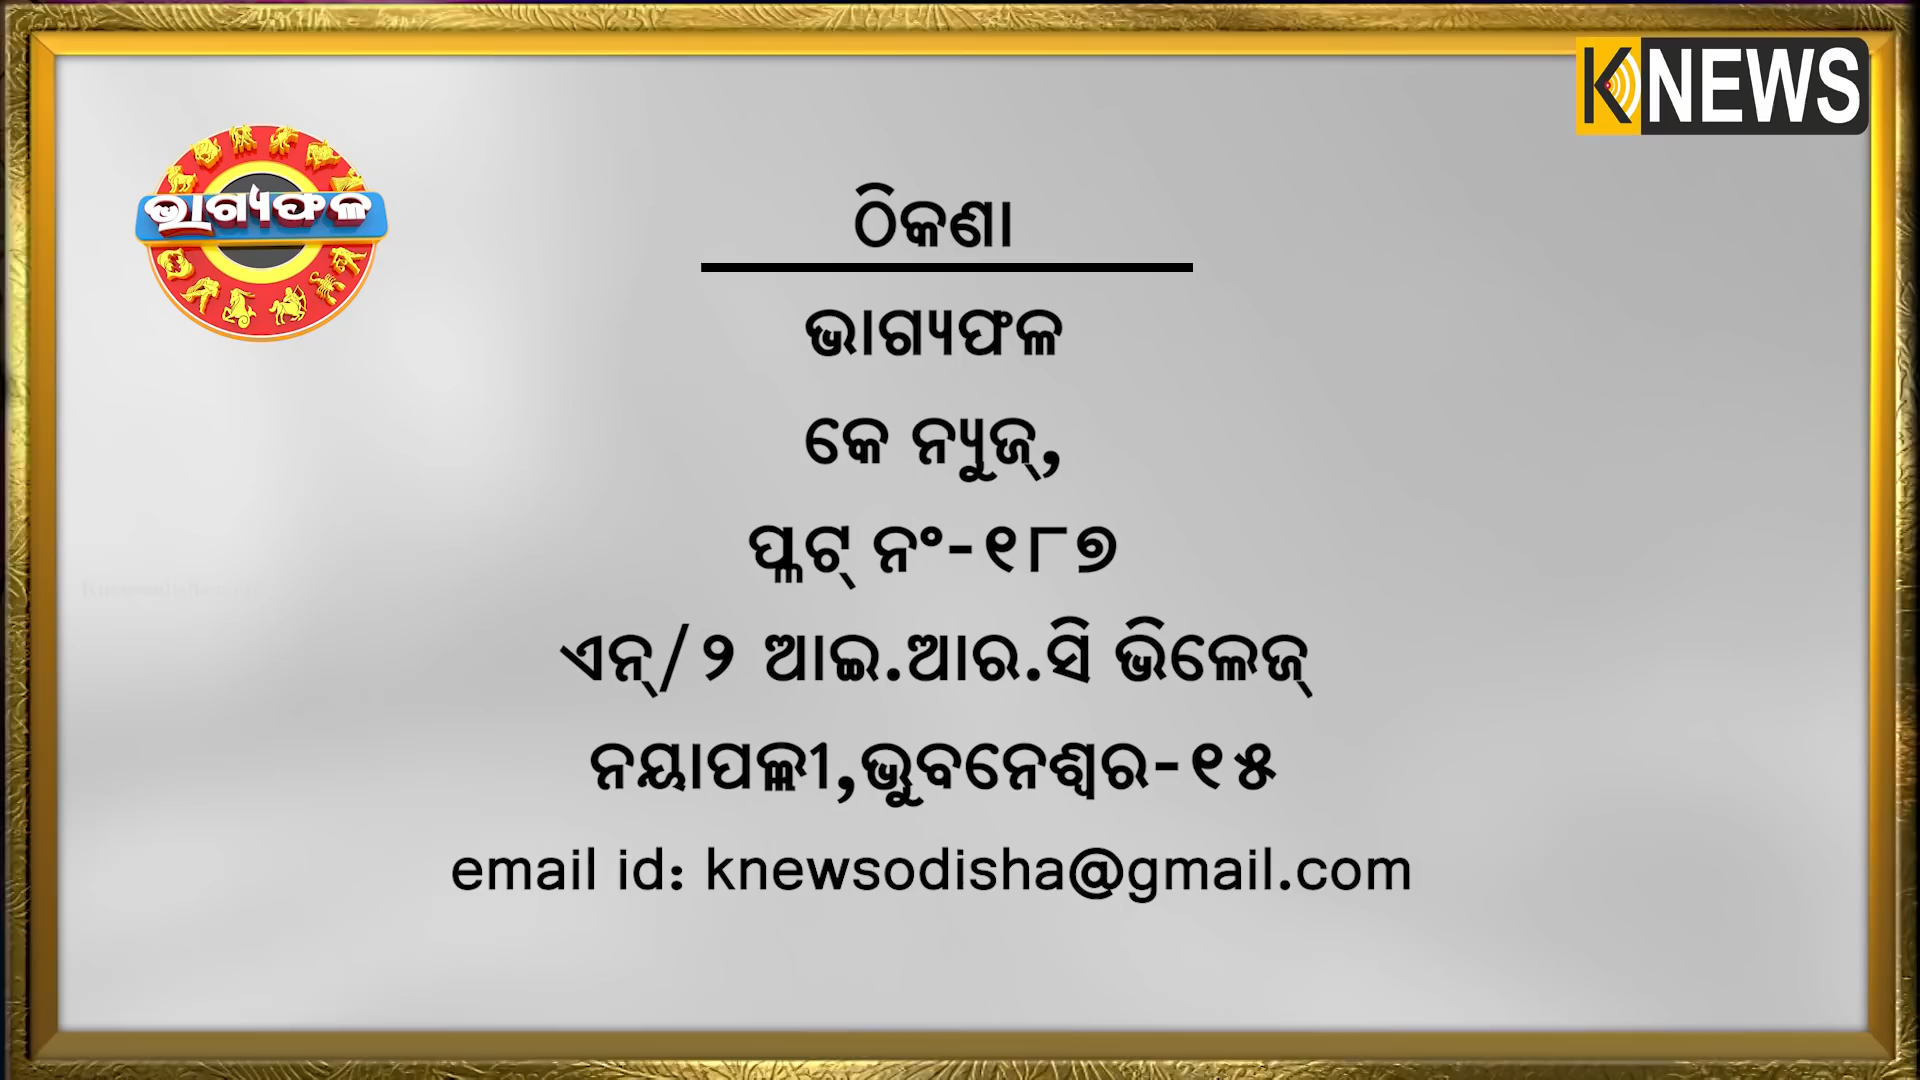 KNEWS
ଭାଗ୍ୟଫଳ
ଠିକଣା
ଭାଗ୍ୟଫଳ
କେ ନ୍ୟୁଜ୍,
ପ୍ଲଟ୍ ନଂ-୧୮୭
ଏନ୍/୨ ଆଇ.ଆର.ସି ଭିଲେଜ୍
ନୟାପଲ୍ଲୀ,ଭୁବନେଶ୍ୱର-୧୫
email id: knewsodisha@gmail.com